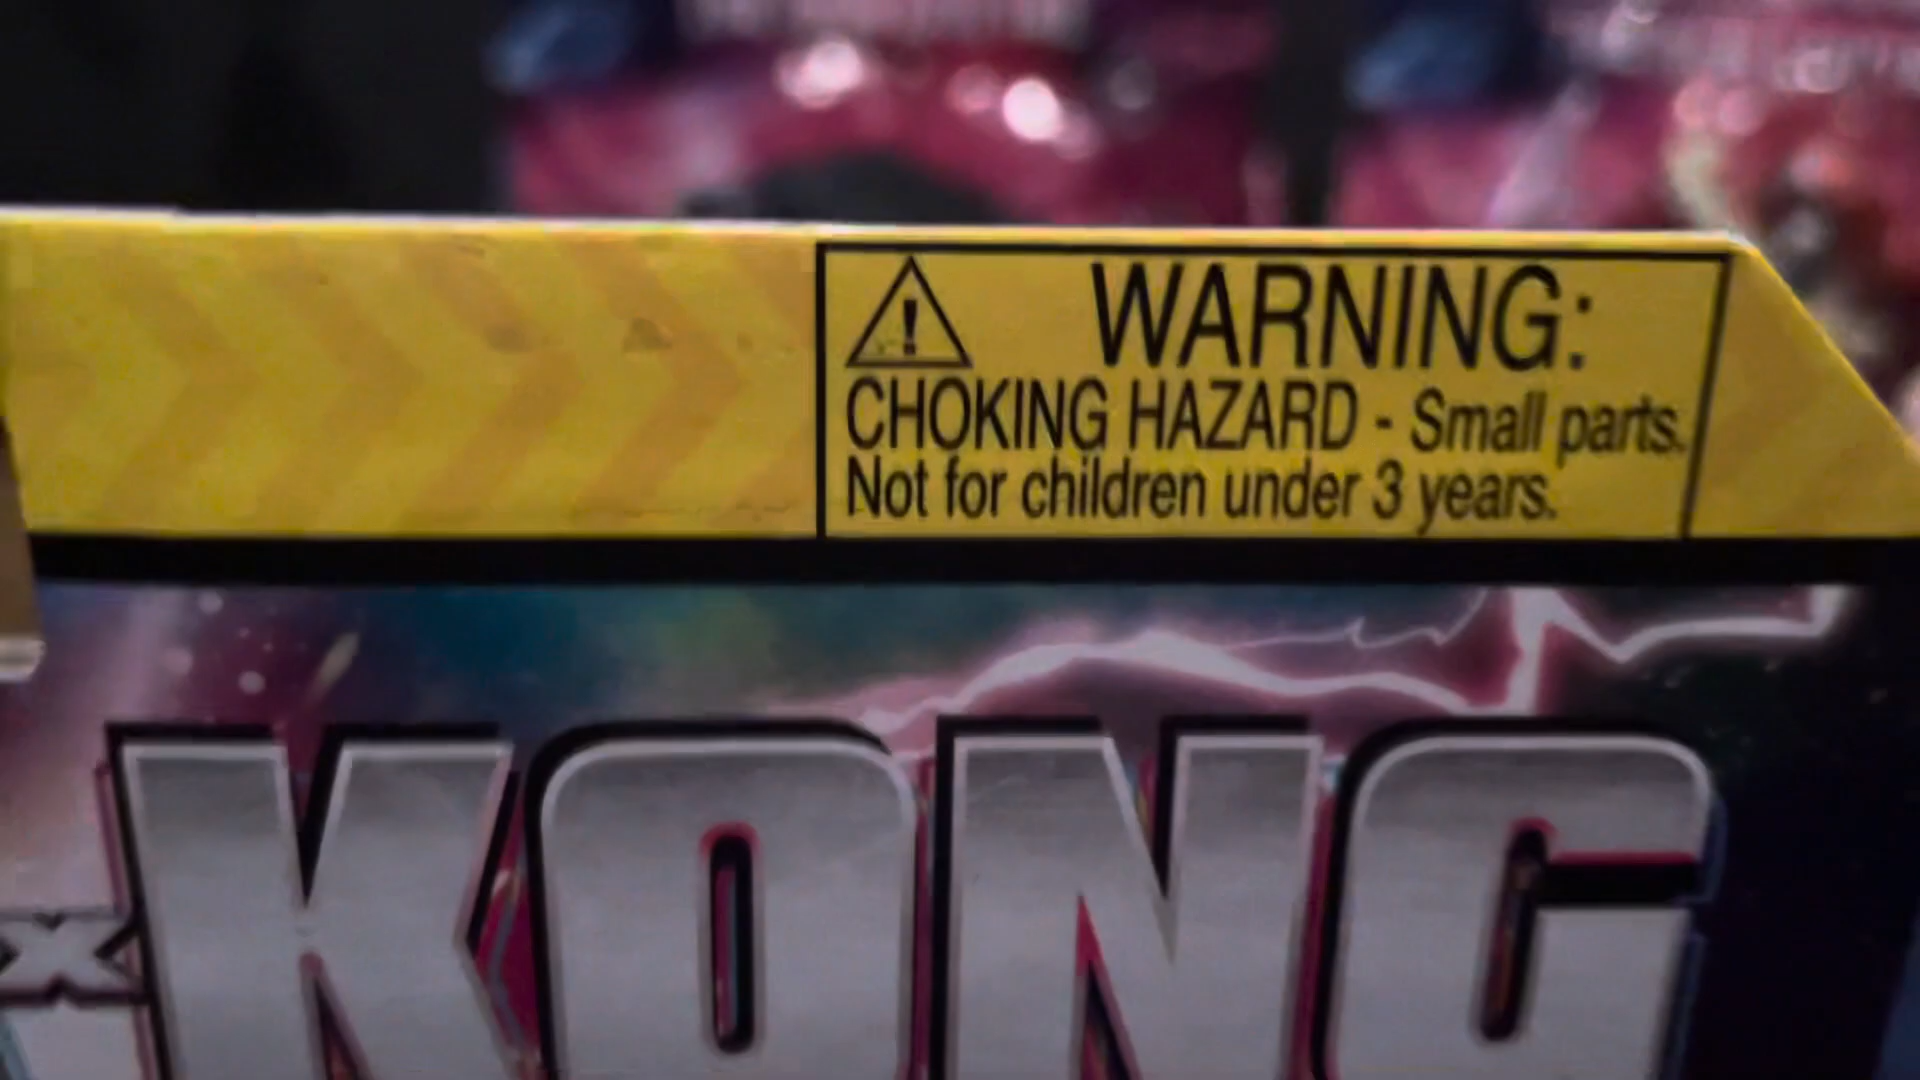 WARNING:
CHOKING HAZARD - Small parts.
Not for children under 3 years.
x KONG